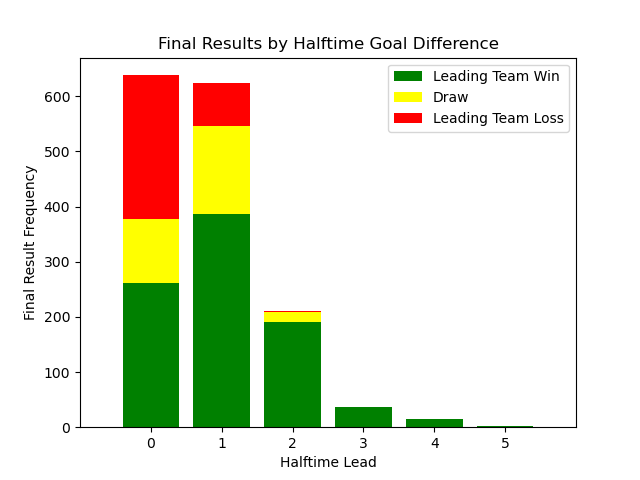 Final Results by Halftime Goal Difference
Leading Team Win
Draw
Leading Team Loss
Final Result Frequency
600
500
400
300
200
100
0
0 1 2 3 4 5
Halftime Lead